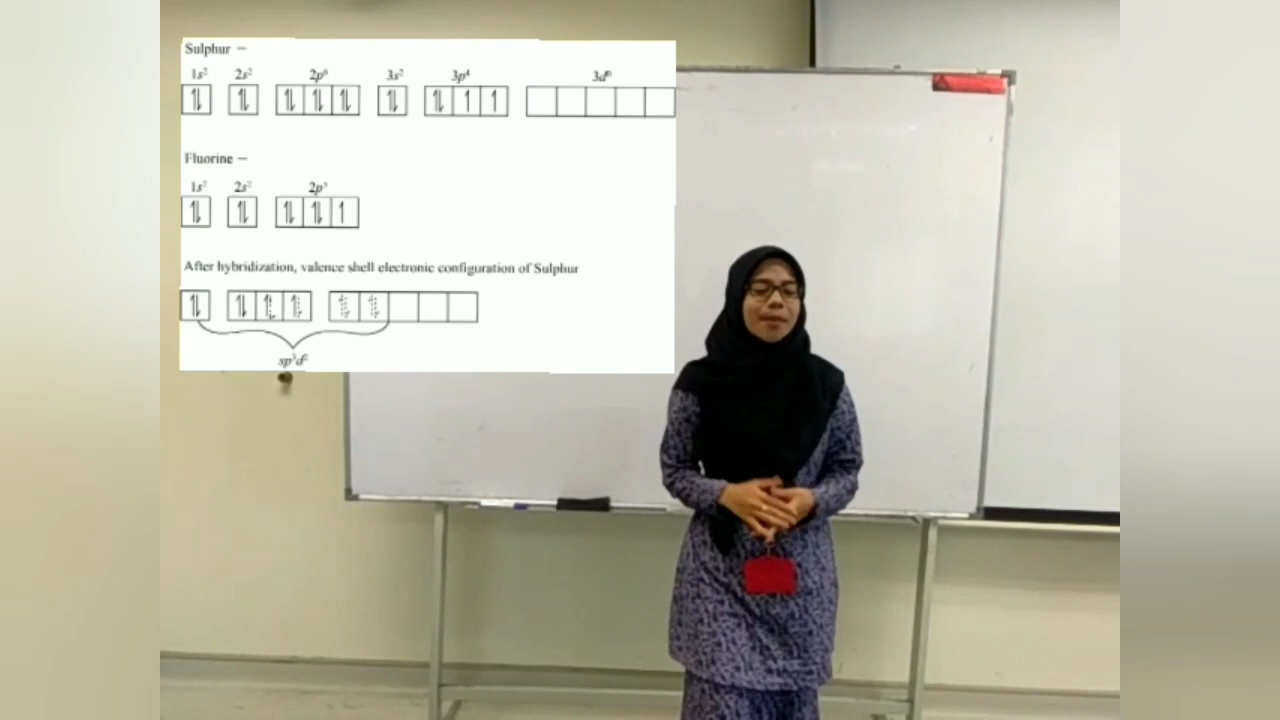 Sulphur –
1s² 2s² 2p⁶ 3s² 3p⁴ 3d⁰
Fluorine –
1s² 2s² 2p⁵
After hybridization, valence shell electronic configuration of Sulphur
sp³d²